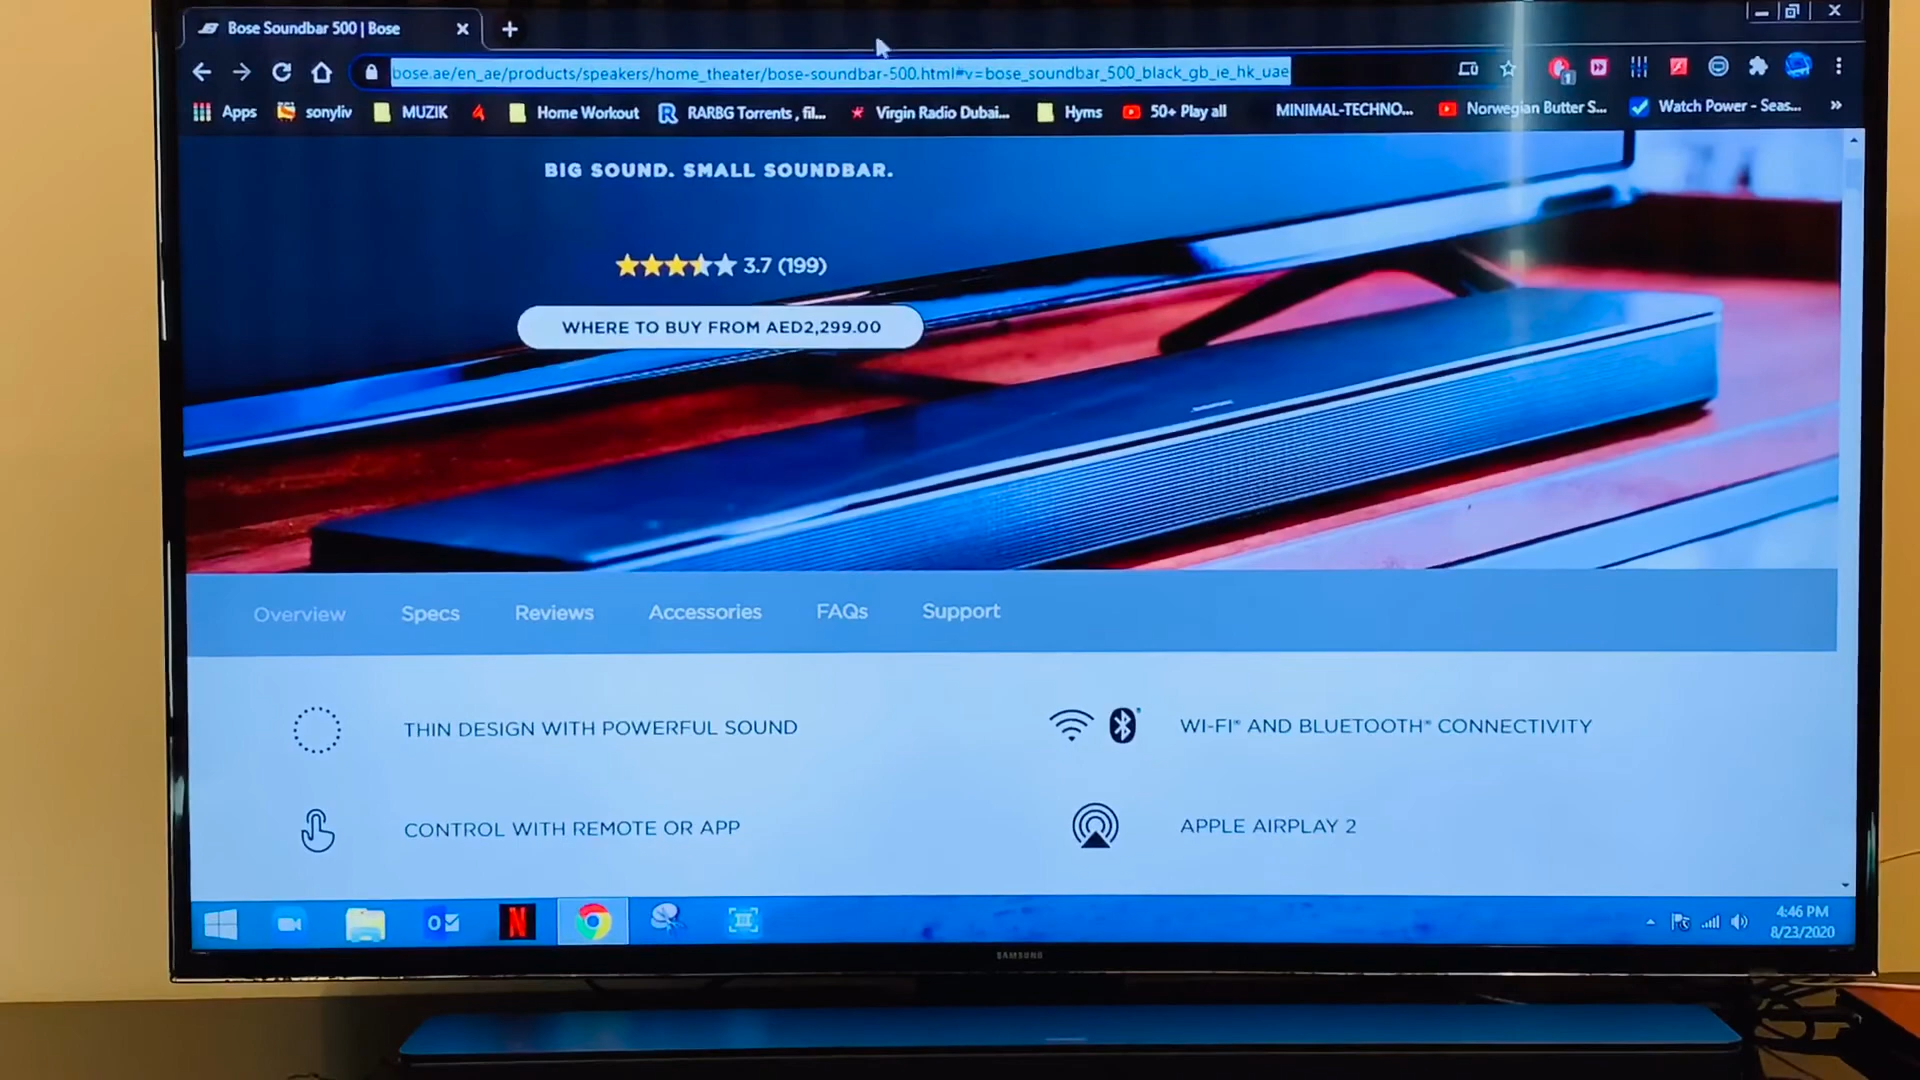 Bose Soundbar 500 | Bose
bose.ae/en_ae/products/speakers/home_theater/bose-soundbar-500.html#v=bose_soundbar_500_black_gb_ie_hk_uae
1
Apps sonyliv MUZIK Home Workout RARBG Torrents , fil... Virgin Radio Dubai... Hyms 50+ Play all MINIMAL-TECHNO... Norwegian Butter S... Watch Power - Seas... »
BIG SOUND. SMALL SOUNDBAR.
3.7 (199)
WHERE TO BUY FROM AED2,299.00
Overview Specs Reviews Accessories FAQs Support
THIN DESIGN WITH POWERFUL SOUND
WI-FI® AND BLUETOOTH® CONNECTIVITY
CONTROL WITH REMOTE OR APP
APPLE AIRPLAY 2
4:46 PM
8/23/2020
SAMSUNG